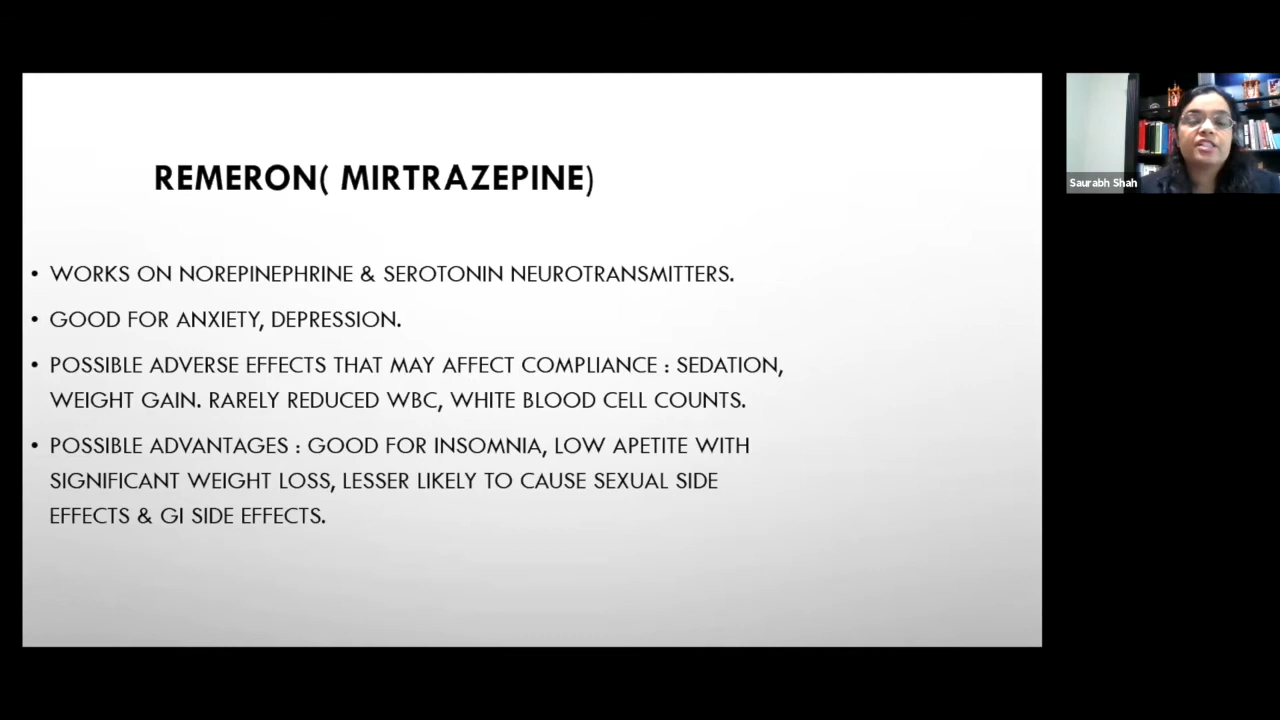 REMERON( MIRTRAZEPINE)
• WORKS ON NOREPINEPHRINE & SEROTONIN NEUROTRANSMITTERS.
• GOOD FOR ANXIETY, DEPRESSION.
• POSSIBLE ADVERSE EFFECTS THAT MAY AFFECT COMPLIANCE : SEDATION,
WEIGHT GAIN. RARELY REDUCED WBC, WHITE BLOOD CELL COUNTS.
• POSSIBLE ADVANTAGES : GOOD FOR INSOMNIA, LOW APETITE WITH
SIGNIFICANT WEIGHT LOSS, LESSER LIKELY TO CAUSE SEXUAL SIDE
EFFECTS & GI SIDE EFFECTS.
Saurabh Shah